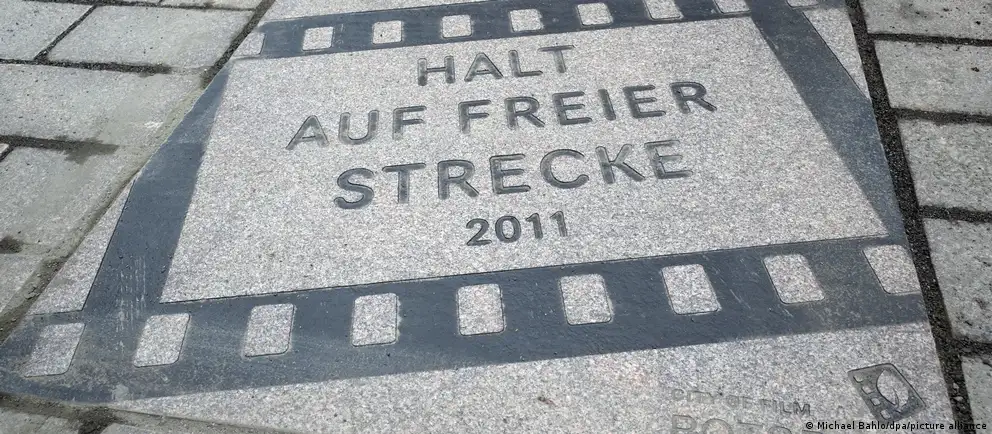 HALT
AUF FREIER
STRECKE
2011
CITY OF FILM
© Michael Bahlo/dpa/picture alliance